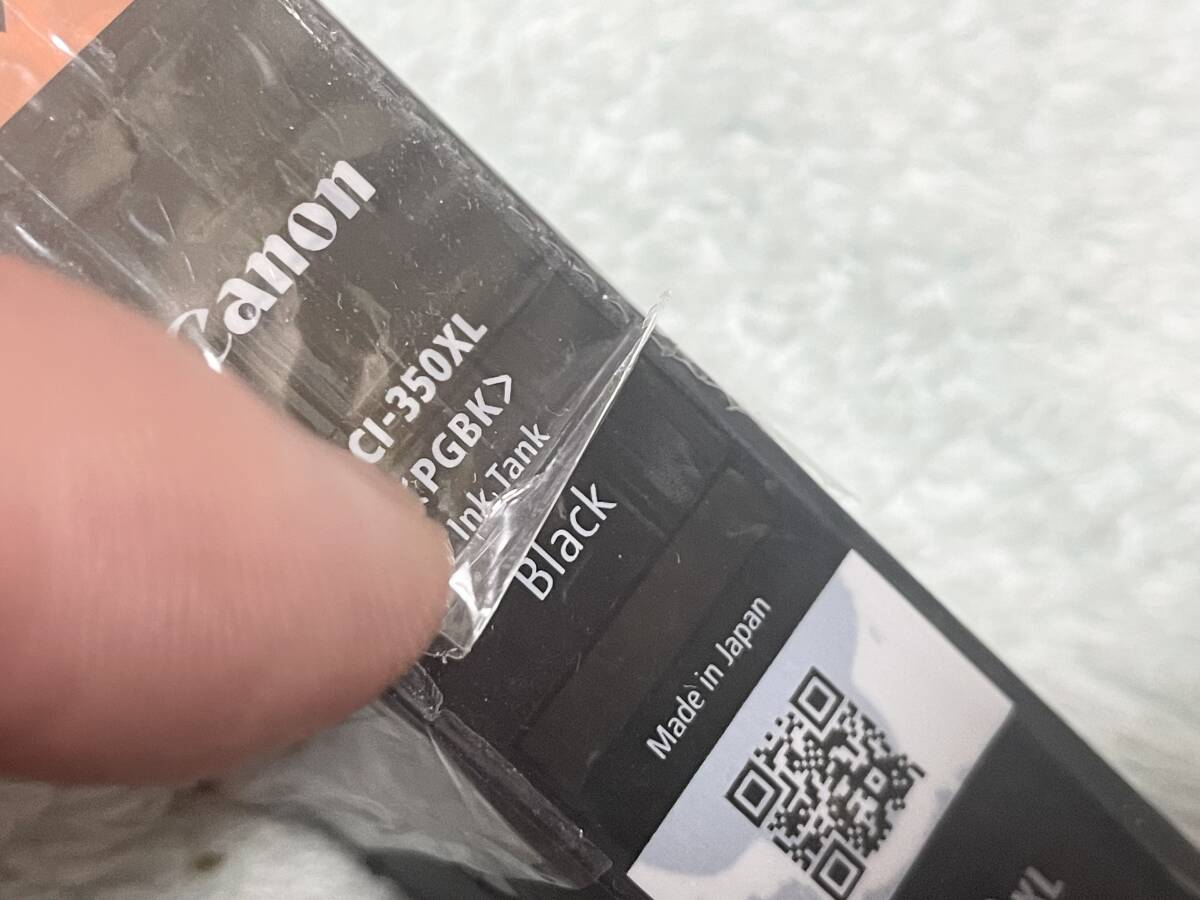 Canon
CI-350XL
PGBK>
Ink Tank
Black
Made in Japan
XL